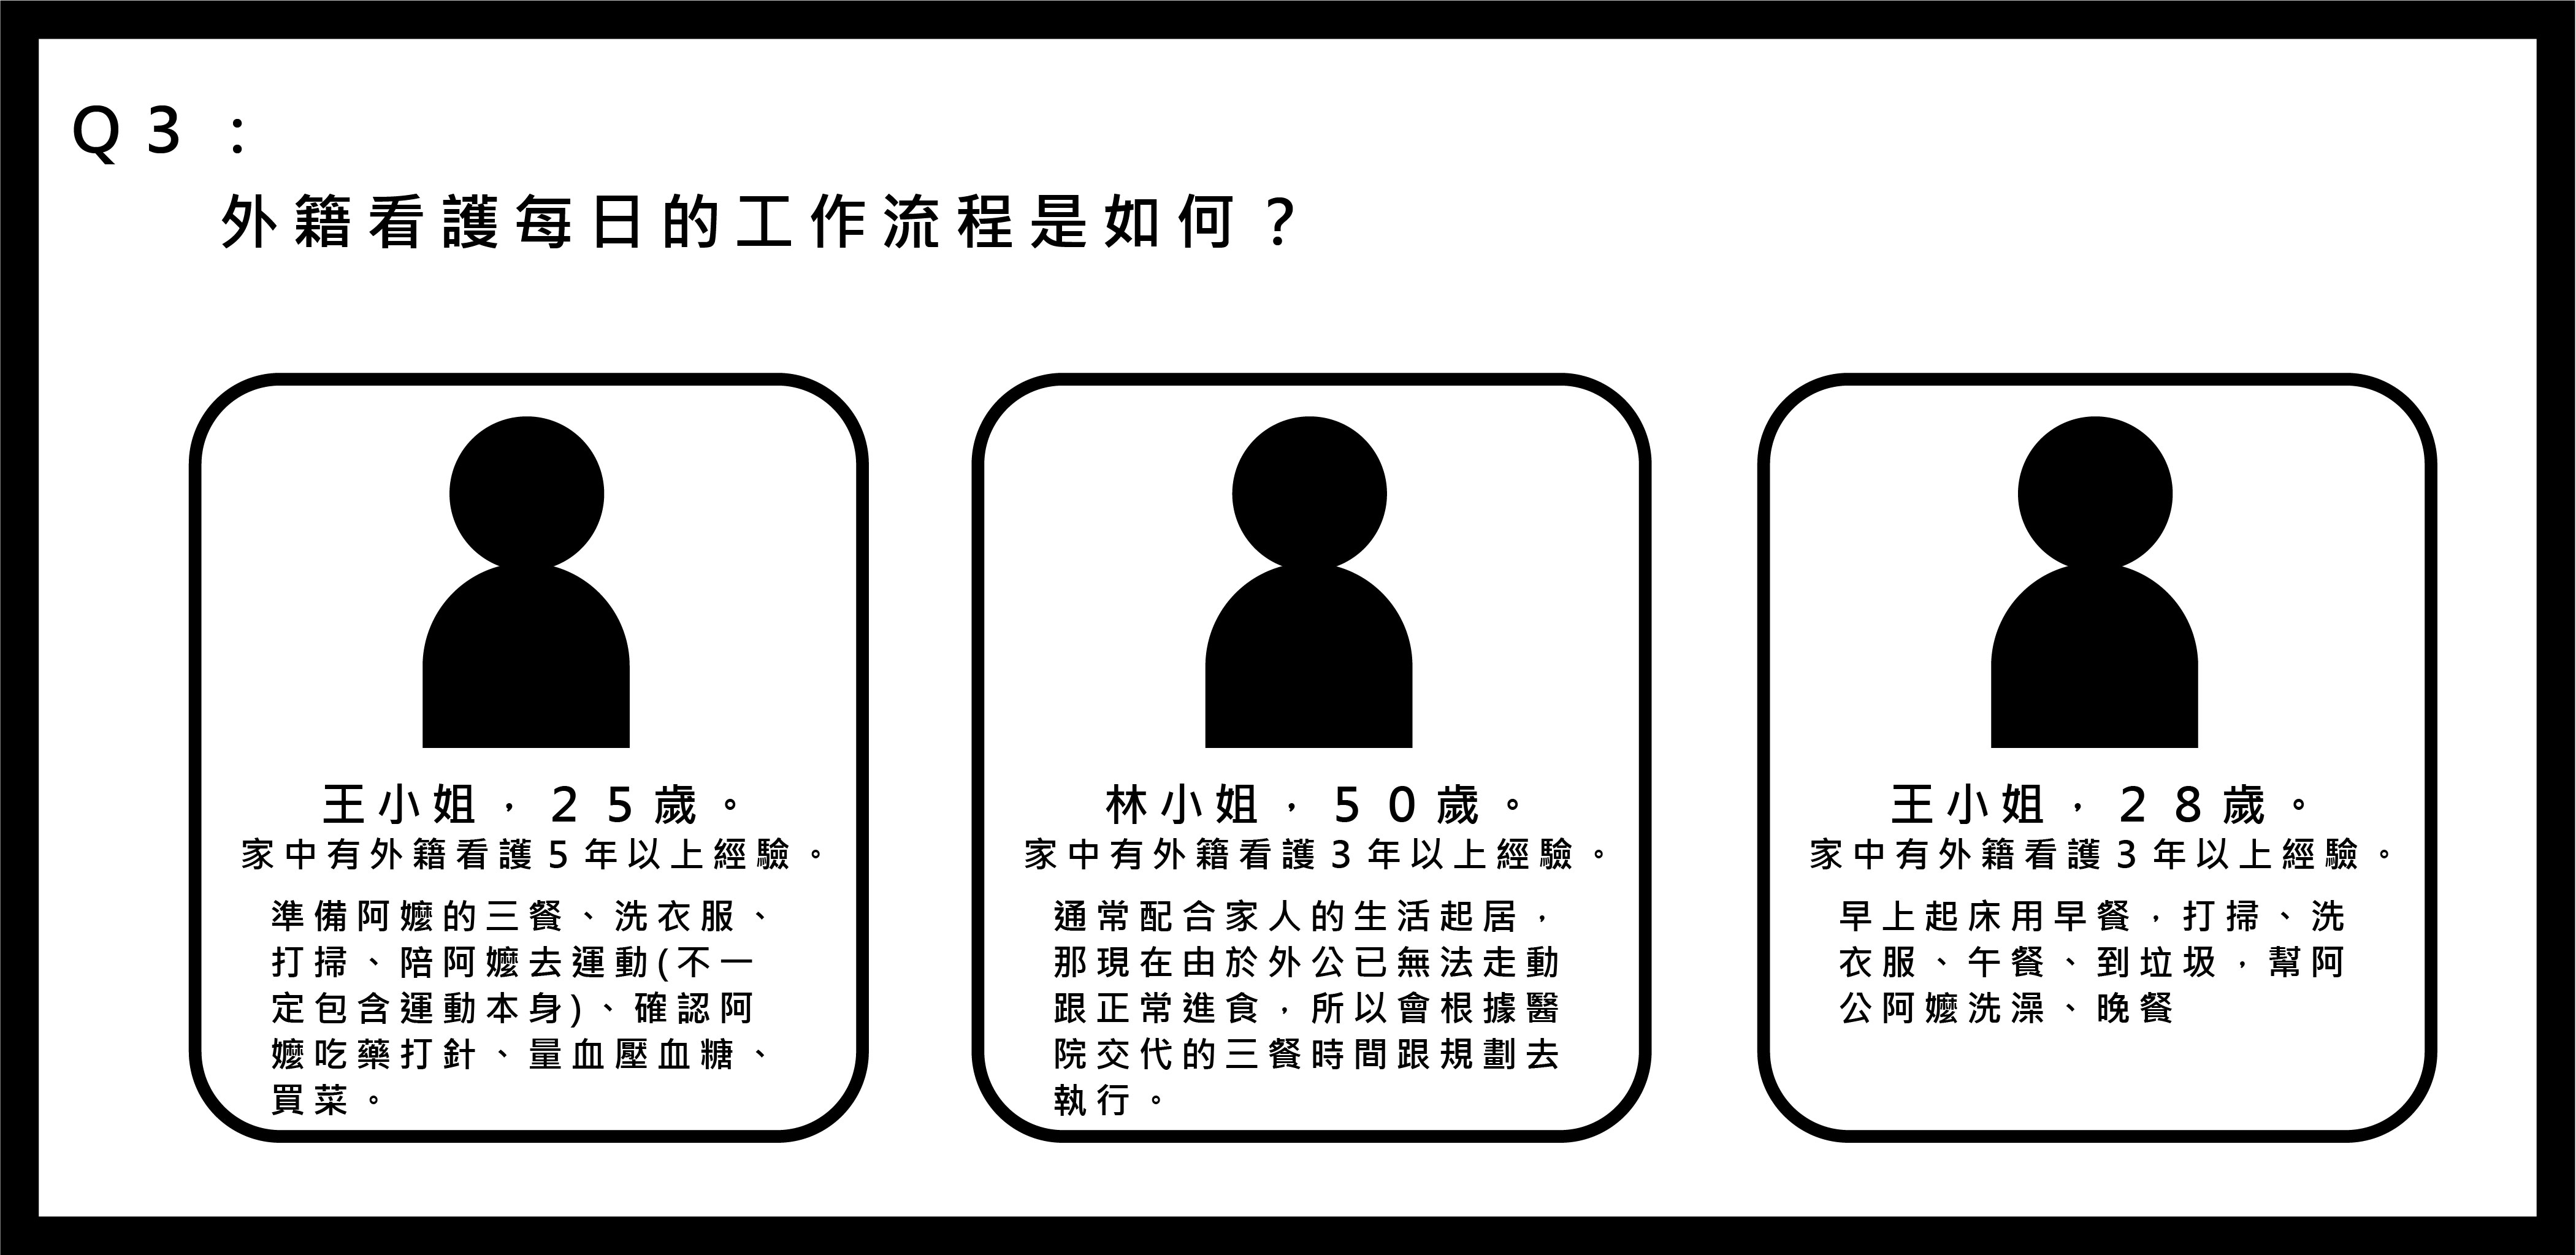 Q3：
外籍看護每日的工作流程是如何？
王小姐，25歲。
家中有外籍看護5年以上經驗。
準備阿嬤的三餐、洗衣服、
打掃、陪阿嬤去運動(不一
定包含運動本身)、確認阿
嬤吃藥打針、量血壓血糖、
買菜。
林小姐，50歲。
家中有外籍看護3年以上經驗。
通常配合家人的生活起居，
那現在由於外公已無法走動
跟正常進食，所以會根據醫
院交代的三餐時間跟規劃去
執行。
王小姐，28歲。
家中有外籍看護3年以上經驗。
早上起床用早餐，打掃、洗
衣服、午餐、到垃圾，幫阿
公阿嬤洗澡、晚餐